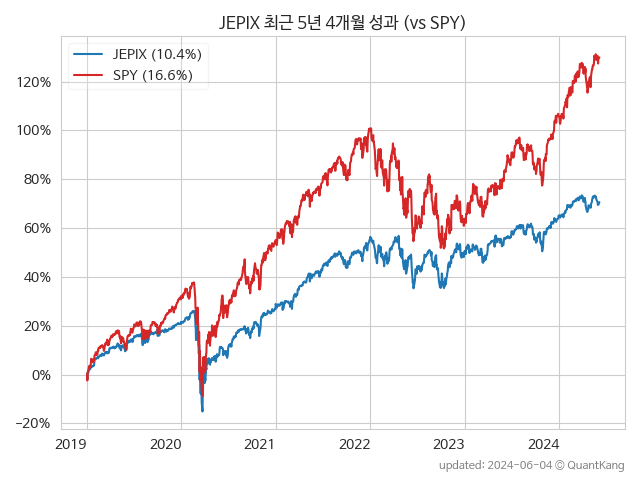 JEPIX 최근 5년 4개월 성과 (vs SPY)
JEPIX (10.4%)
SPY (16.6%)
120%
100%
80%
60%
40%
20%
0%
−20%
2019 2020 2021 2022 2023 2024
updated: 2024-06-04 © QuantKang